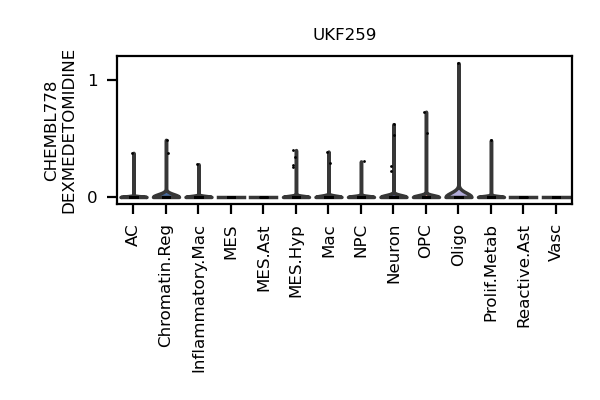 UKF259
CHEMBL778
DEXMEDETOMIDINE
1
0
AC
Chromatin.Reg
Inflammatory.Mac
MES
MES.Ast
MES.Hyp
Mac
NPC
Neuron
OPC
Oligo
Prolif.Metab
Reactive.Ast
Vasc